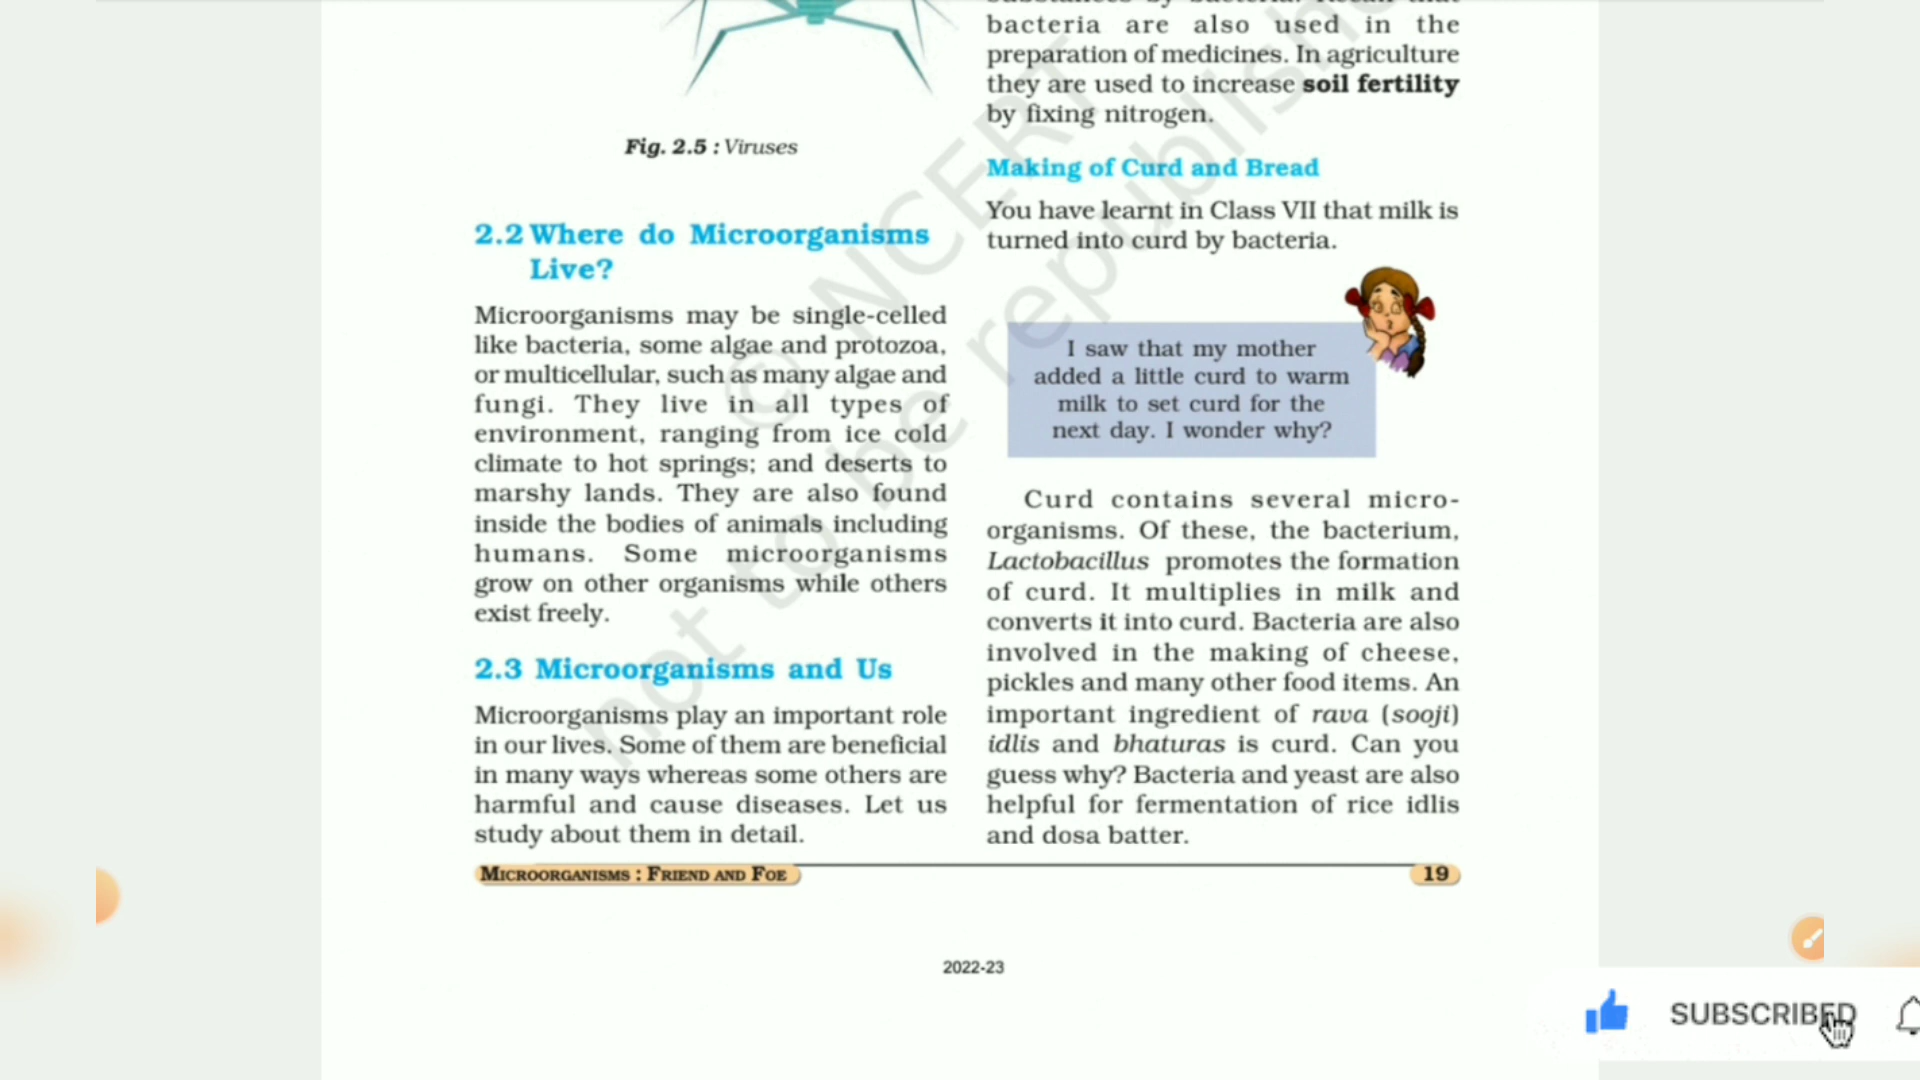 Fig. 2.5 : Viruses
2.2 Where do Microorganisms
Live?
Microorganisms may be single-celled
like bacteria, some algae and protozoa,
or multicellular, such as many algae and
fungi. They live in all types of
environment, ranging from ice cold
climate to hot springs; and deserts to
marshy lands. They are also found
inside the bodies of animals including
humans. Some microorganisms
grow on other organisms while others
exist freely.
2.3 Microorganisms and Us
Microorganisms play an important role
in our lives. Some of them are beneficial
in many ways whereas some others are
harmful and cause diseases. Let us
study about them in detail.
bacteria are also used in the
preparation of medicines. In agriculture
they are used to increase soil fertility
by fixing nitrogen.
Making of Curd and Bread
You have learnt in Class VII that milk is
turned into curd by bacteria.
I saw that my mother
added a little curd to warm
milk to set curd for the
next day. I wonder why?
Curd contains several micro-
organisms. Of these, the bacterium,
Lactobacillus promotes the formation
of curd. It multiplies in milk and
converts it into curd. Bacteria are also
involved in the making of cheese,
pickles and many other food items. An
important ingredient of rava (sooji)
idlis and bhaturas is curd. Can you
guess why? Bacteria and yeast are also
helpful for fermentation of rice idlis
and dosa batter.
MICROORGANISMS : FRIEND AND FOE
19
2022-23
© NCERT
not to be republished
SUBSCRIBED